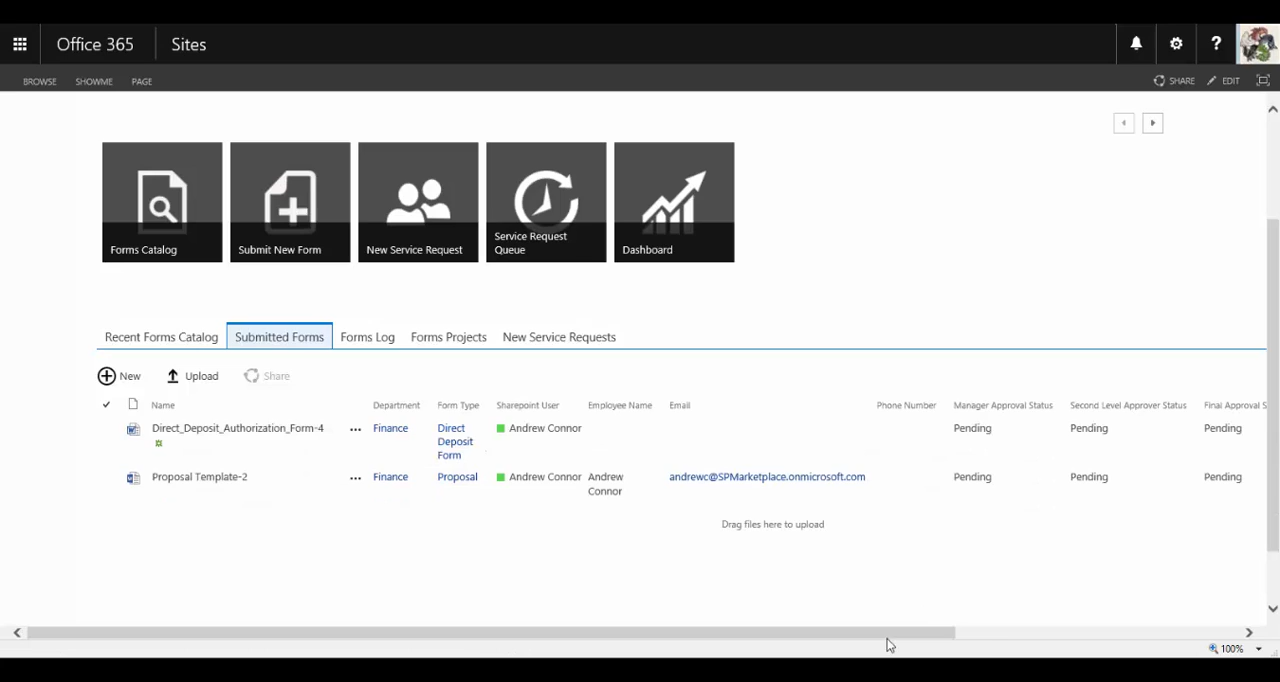 Office 365 Sites ?
BROWSE SHOWME PAGE SHARE EDIT
Forms Catalog
Submit New Form
New Service Request
Service Request
Queue
Dashboard
Recent Forms Catalog Submitted Forms Forms Log Forms Projects New Service Requests
New Upload Share
Name Department Form Type Sharepoint User Employee Name Email Phone Number Manager Approval Status Second Level Approver Status Final Approval S
Direct_Deposit_Authorization_Form-4 ... Finance Direct
Deposit
Form Andrew Connor Pending Pending Pending
Proposal Template-2 ... Finance Proposal Andrew Connor Andrew
Connor andrewc@SPMarketplace.onmicrosoft.com Pending Pending Pending
Drag files here to upload
100%